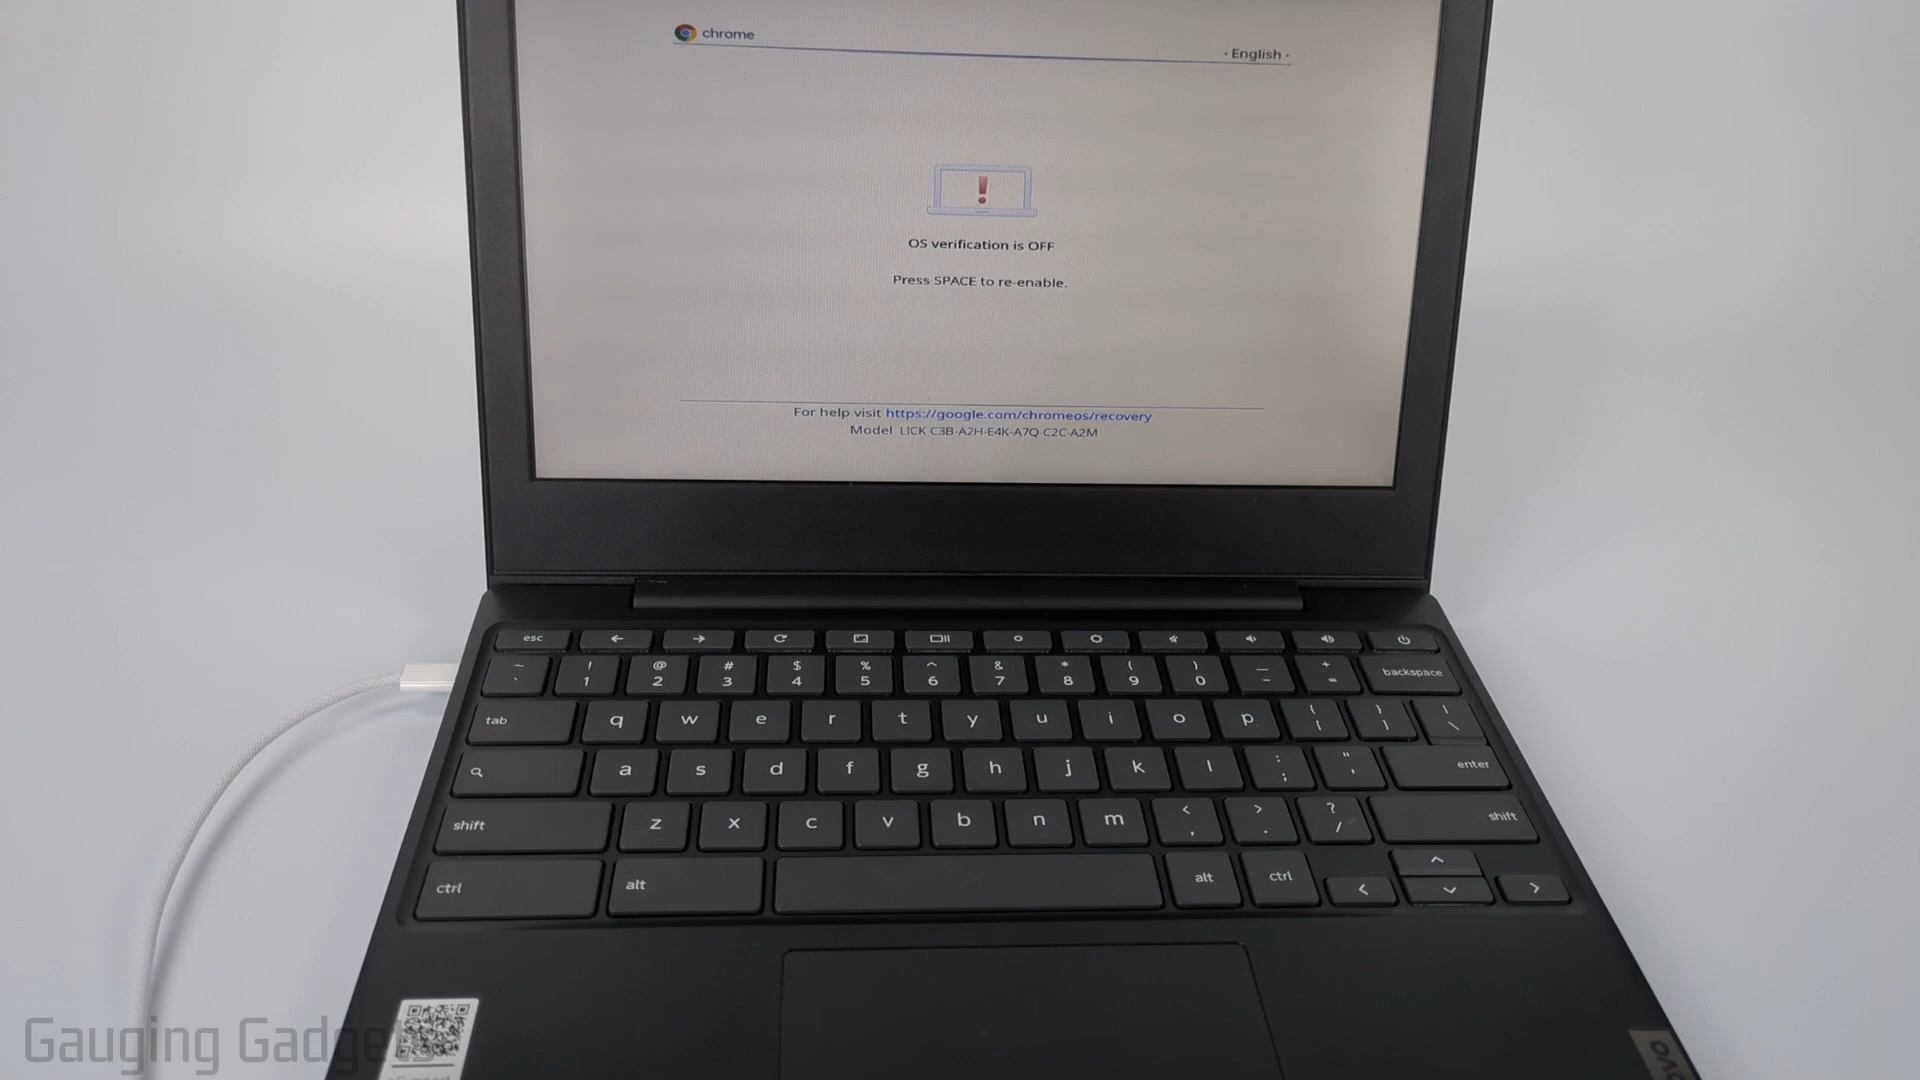 chrome
- English -
OS verification is OFF
Press SPACE to re-enable.
For help visit https://google.com/chromeos/recovery
Model LICK C3B-A2H-E4K-A7Q-C2C-A2M
esc
~ ! @ # $ % ^ & * ( ) — +
` 1 2 3 4 5 6 7 8 9 0 - = backspace
tab q w e r t y u i o p { [ } ] | \
a s d f g h j k l : ; " ' enter
shift z x c v b n m < , > . ? / shift
ctrl alt alt ctrl
Gauging Gadgets